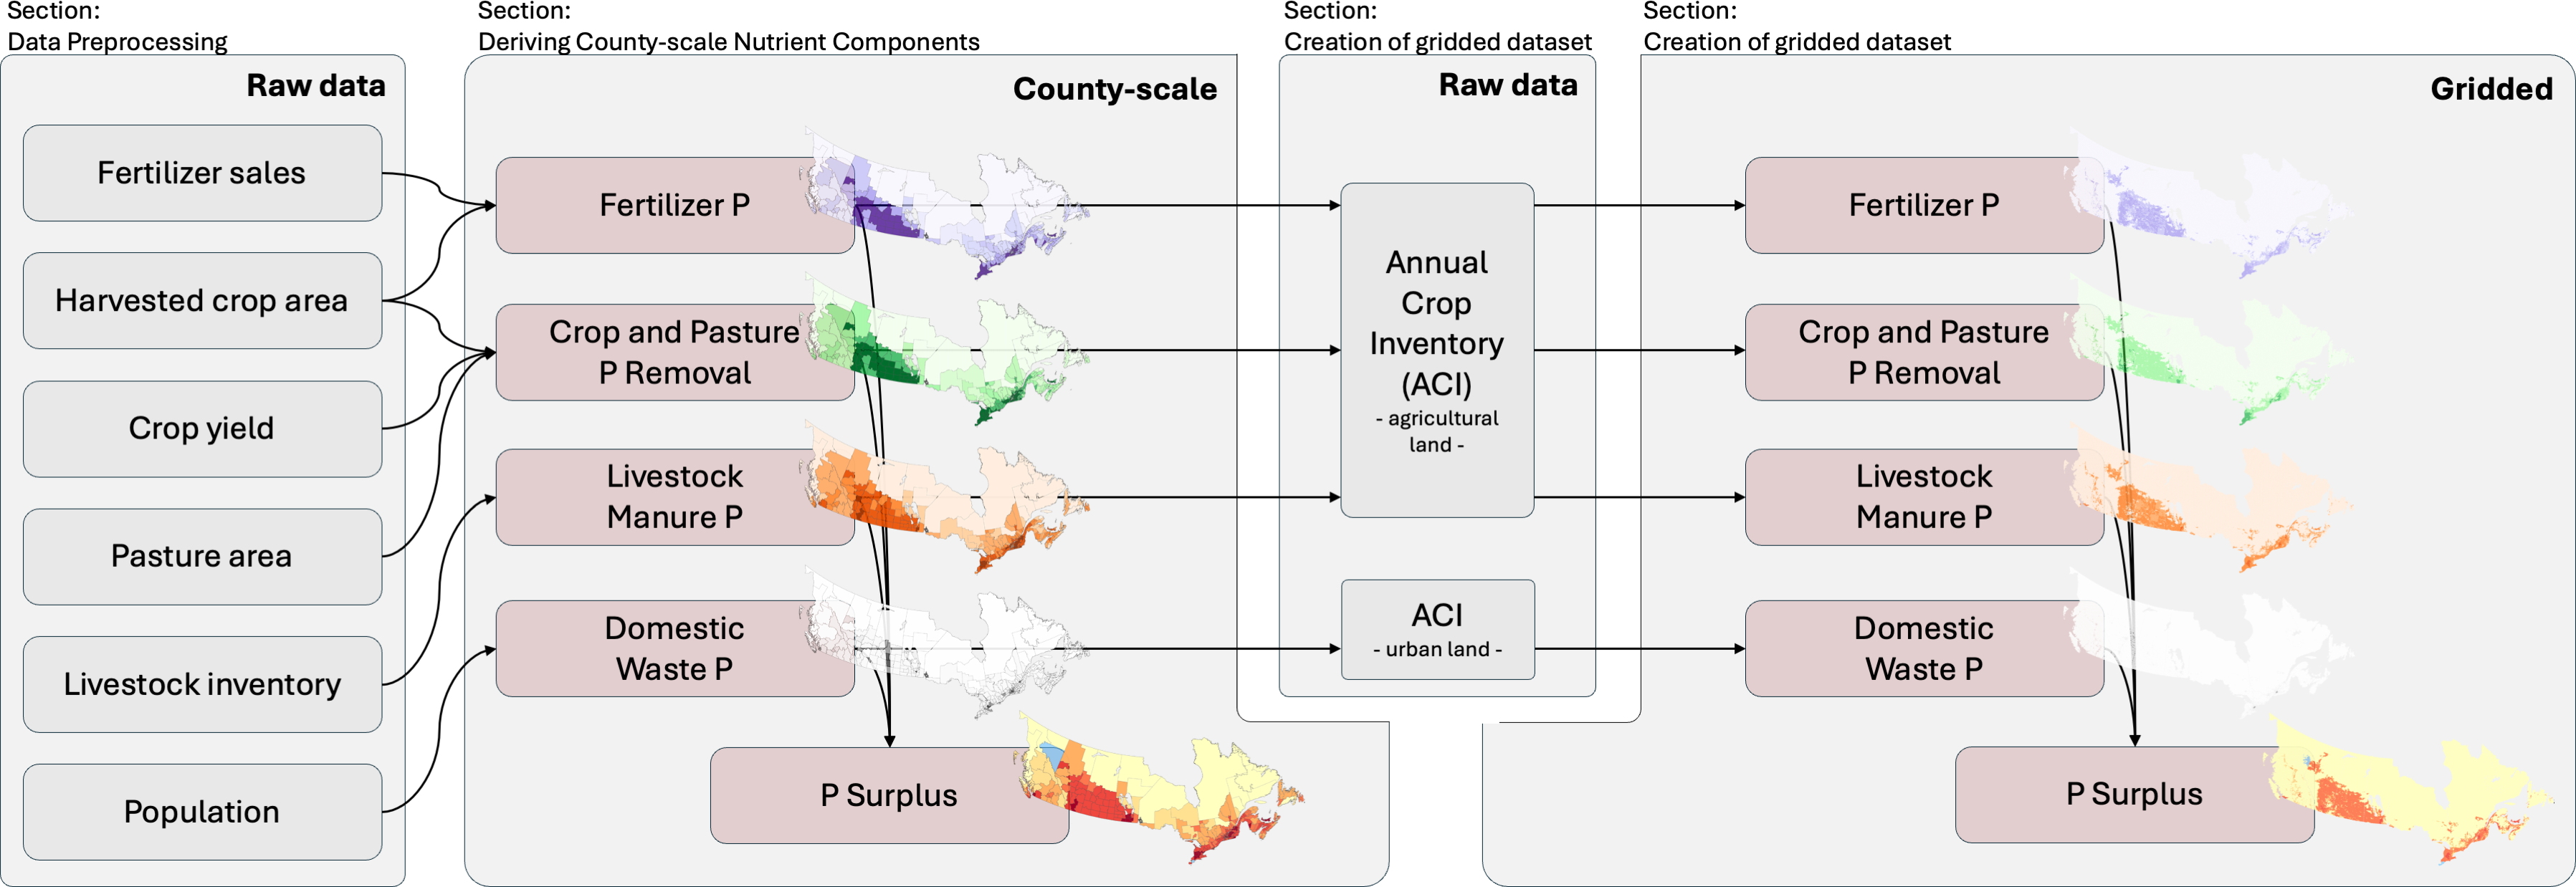 Section:
Data Preprocessing
Raw data
Fertilizer sales
Harvested crop area
Crop yield
Pasture area
Livestock inventory
Population
Section:
Deriving County-scale Nutrient Components
County-scale
Fertilizer P
Crop and Pasture
P Removal
Livestock
Manure P
Domestic
Waste P
P Surplus
Section:
Creation of gridded dataset
Raw data
Annual
Crop
Inventory
(ACI)
- agricultural
land -
ACI
- urban land -
Section:
Creation of gridded dataset
Gridded
Fertilizer P
Crop and Pasture
P Removal
Livestock
Manure P
Domestic
Waste P
P Surplus